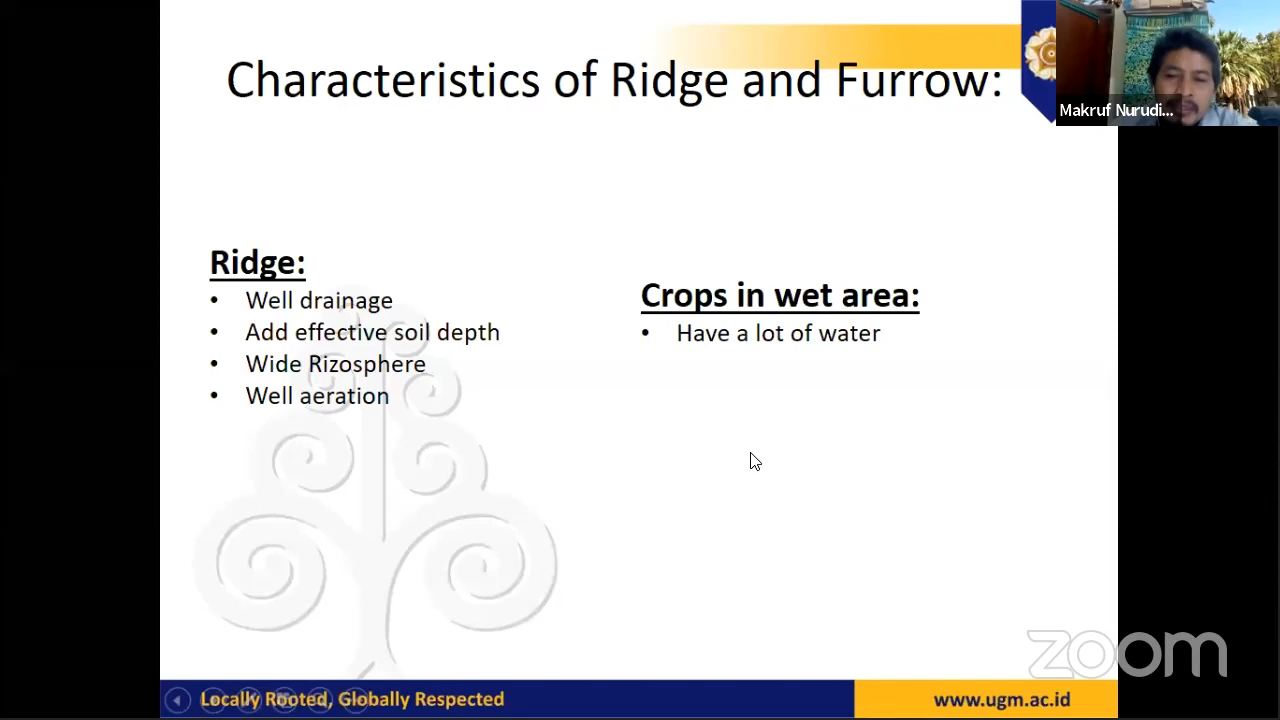 Characteristics of Ridge and Furrow:
Makruf Nurudi...
Ridge:
• Well drainage
• Add effective soil depth
• Wide Rizosphere
• Well aeration
Crops in wet area:
• Have a lot of water
zoom
Locally Rooted, Globally Respected
www.ugm.ac.id